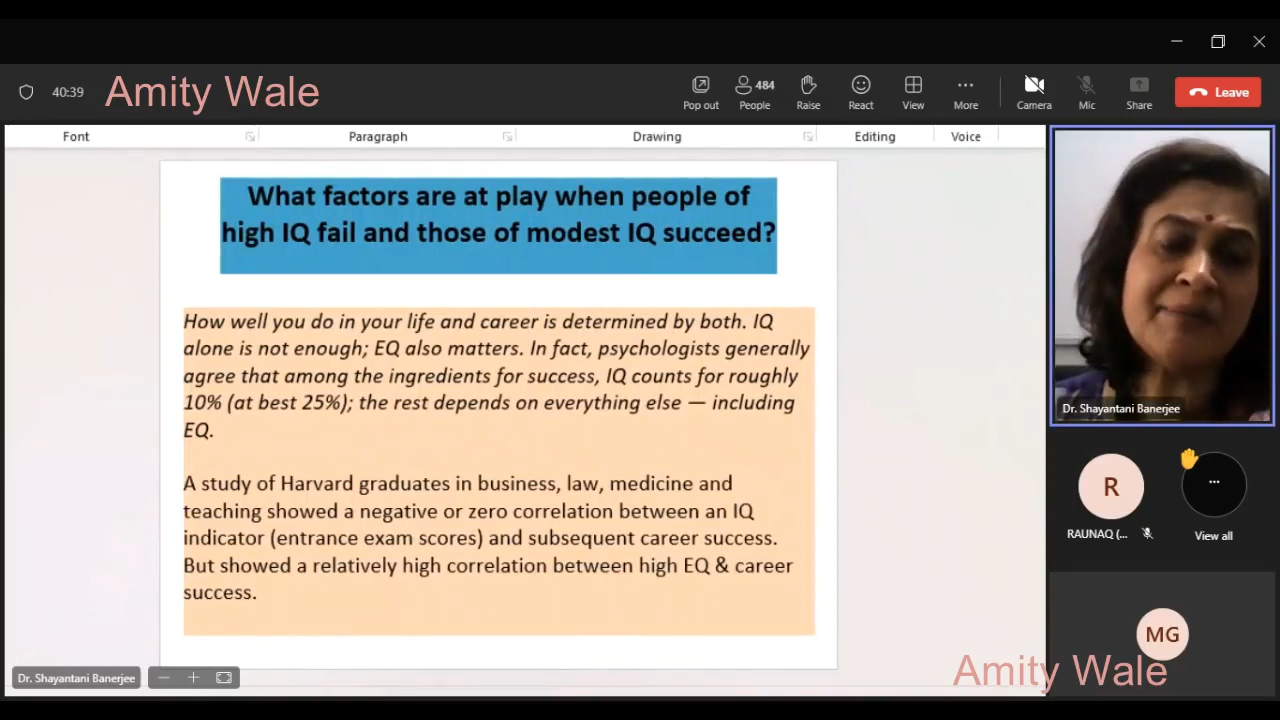 40:39
Amity Wale
484
Pop out People Raise React View More Camera Mic Share Leave
Font Paragraph Drawing Editing Voice
What factors are at play when people of
high IQ fail and those of modest IQ succeed?
How well you do in your life and career is determined by both. IQ
alone is not enough; EQ also matters. In fact, psychologists generally
agree that among the ingredients for success, IQ counts for roughly
10% (at best 25%); the rest depends on everything else — including
EQ.
A study of Harvard graduates in business, law, medicine and
teaching showed a negative or zero correlation between an IQ
indicator (entrance exam scores) and subsequent career success.
But showed a relatively high correlation between high EQ & career
success.
Dr. Shayantani Banerjee
Dr. Shayantani Banerjee
R
RAUNAQ (...
...
View all
MG
Amity Wale